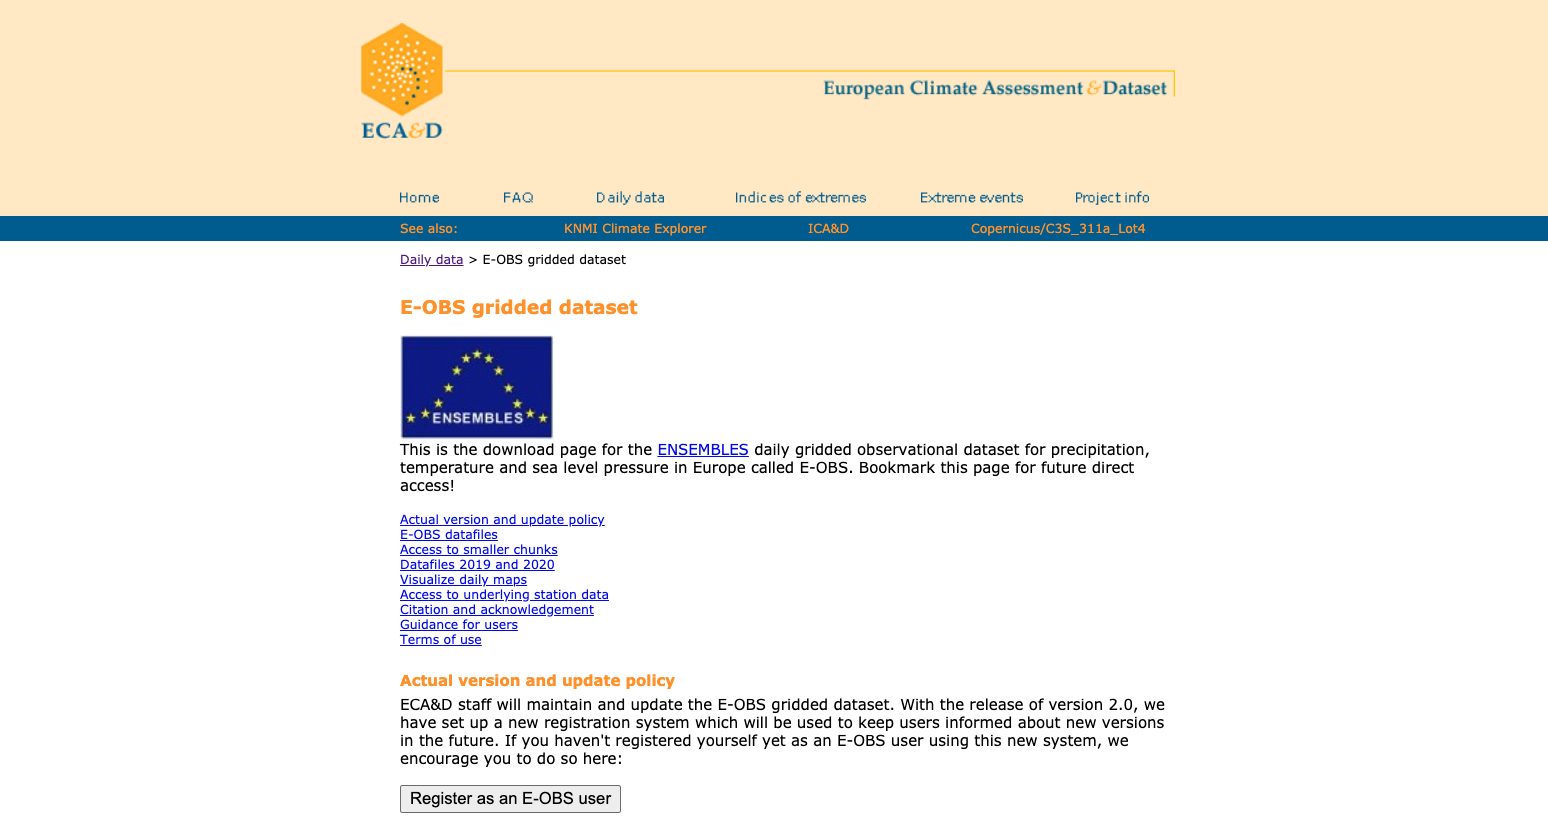 ECA&D
European Climate Assessment &Dataset
Home FAQ Daily data Indices of extremes Extreme events Project info
See also: KNMI Climate Explorer ICA&D Copernicus/C3S_311a_Lot4
Daily data > E-OBS gridded dataset
E-OBS gridded dataset
ENSEMBLES
This is the download page for the ENSEMBLES daily gridded observational dataset for precipitation,
temperature and sea level pressure in Europe called E-OBS. Bookmark this page for future direct
access!
Actual version and update policy
E-OBS datafiles
Access to smaller chunks
Datafiles 2019 and 2020
Visualize daily maps
Access to underlying station data
Citation and acknowledgement
Guidance for users
Terms of use
Actual version and update policy
ECA&D staff will maintain and update the E-OBS gridded dataset. With the release of version 2.0, we
have set up a new registration system which will be used to keep users informed about new versions
in the future. If you haven't registered yourself yet as an E-OBS user using this new system, we
encourage you to do so here:
Register as an E-OBS user